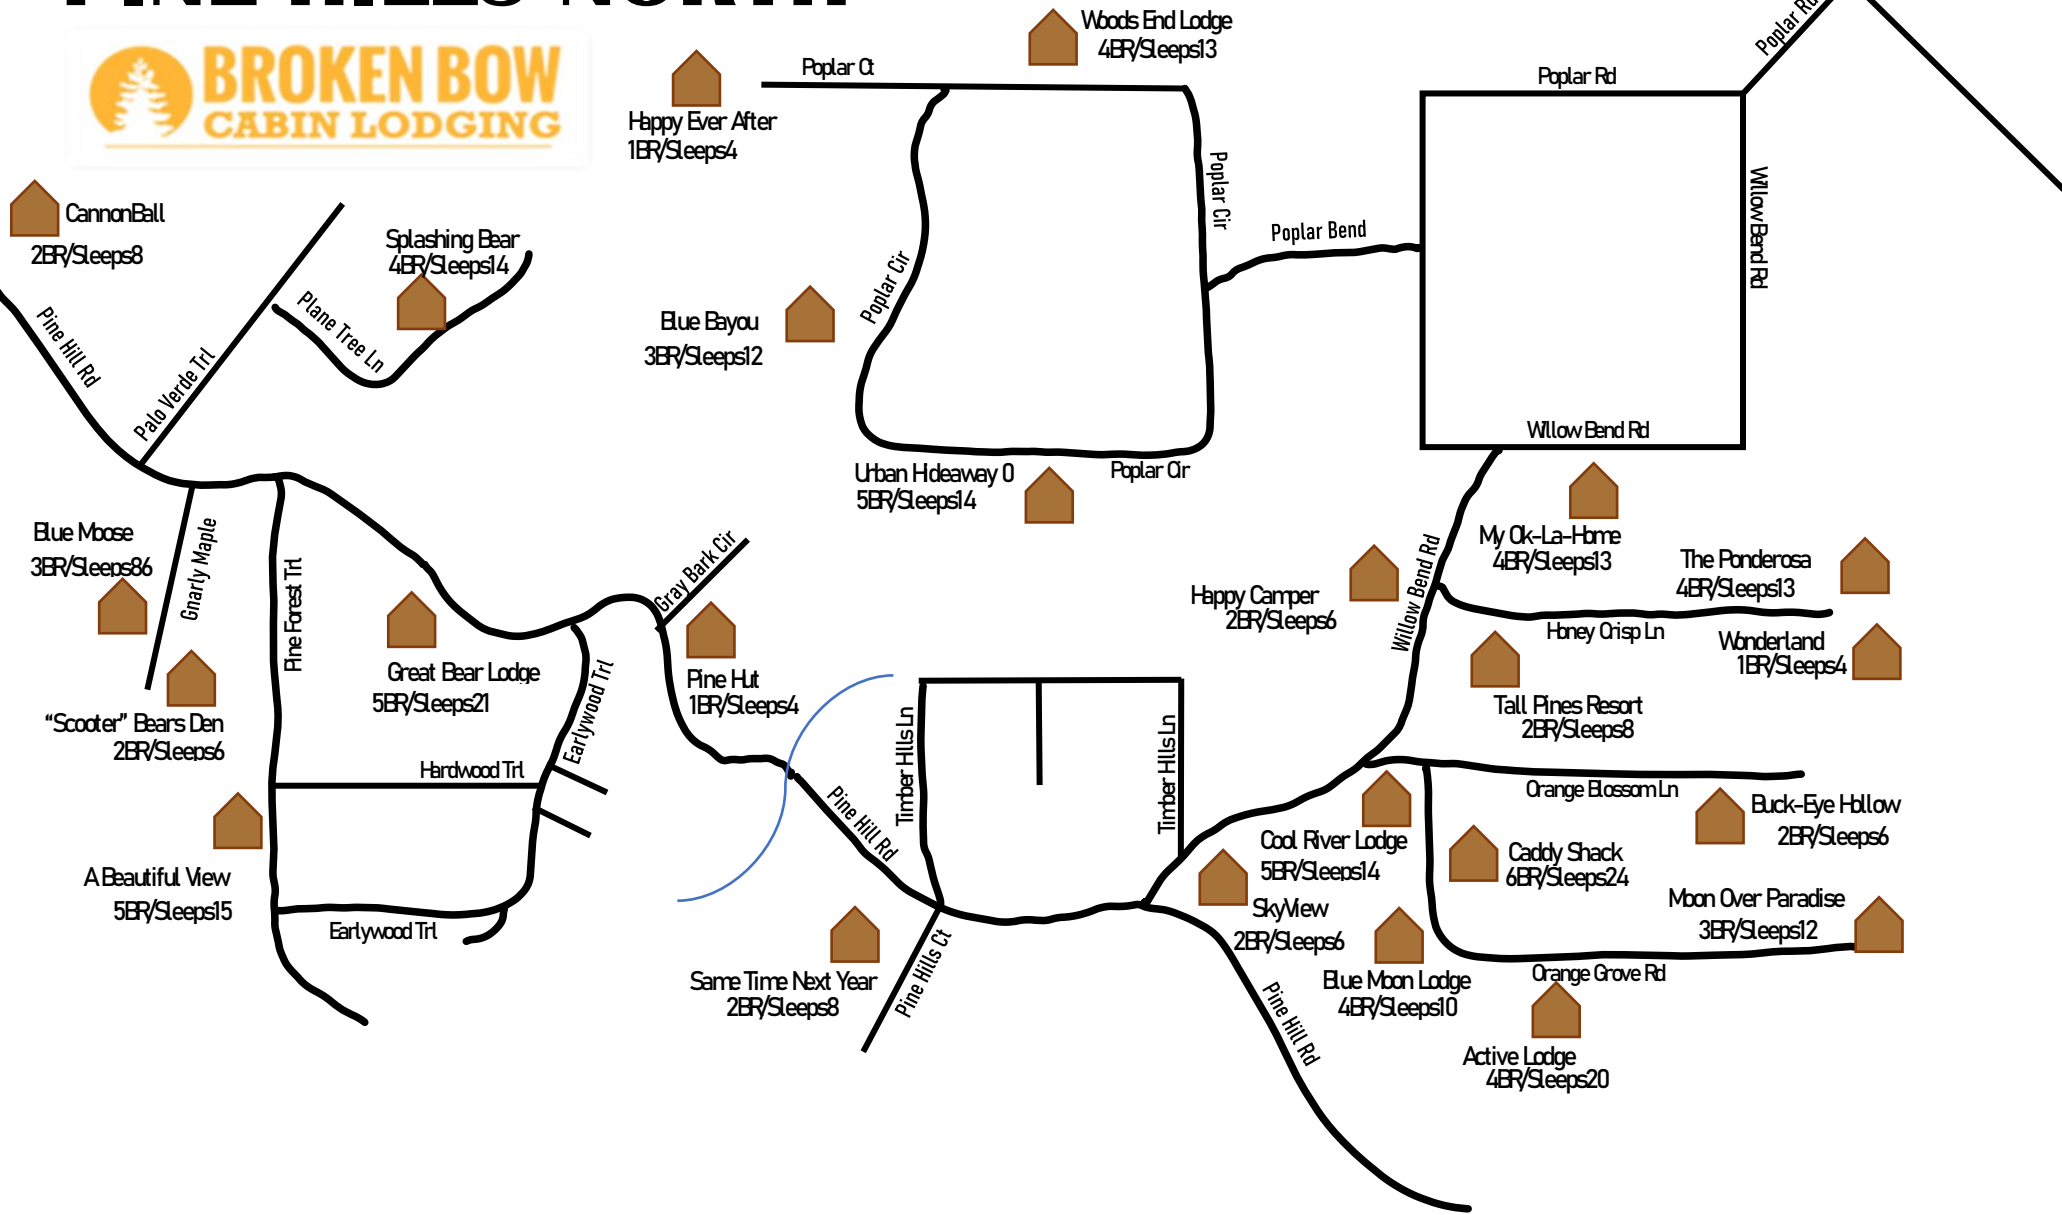 PINE HILLS NORTH
BROKEN BOW
CABIN LODGING
Woods End Lodge
4BR/Sleeps13
Poplar Ct
Happy Ever After
1BR/Sleeps4
Poplar Rd
Poplar Rd
Willow Bend Rd
Willow Bend Rd
Poplar Cir
Poplar Bend
Poplar Cir
Poplar Cir
CannonBall
2BR/Sleeps8
Splashing Bear
4BR/Sleeps14
Plane Tree Ln
Pine Hill Rd
Palo Verde Trl
Blue Bayou
3BR/Sleeps12
Urban Hideaway 0
5BR/Sleeps14
Blue Moose
3BR/Sleeps86
Gnarly Maple
Pine Forest Trl
"Scooter" Bears Den
2BR/Sleeps6
Great Bear Lodge
5BR/Sleeps21
Gray Bark Cir
Pine Hut
1BR/Sleeps4
Earlywood Trl
Hardwood Trl
A Beautiful View
5BR/Sleeps15
Earlywood Trl
Pine Hill Rd
Timber Hills Ln
Timber Hills Ln
Same Time Next Year
2BR/Sleeps8
Pine Hills Ct
My Ok-La-Home
4BR/Sleeps13
The Ponderosa
4BR/Sleeps13
Happy Camper
2BR/Sleeps6
Willow Bend Rd
Honey Crisp Ln
Wonderland
1BR/Sleeps4
Tall Pines Resort
2BR/Sleeps8
Orange Blossom Ln
Buck-Eye Hollow
2BR/Sleeps6
Cool River Lodge
5BR/Sleeps14
Caddy Shack
6BR/Sleeps24
SkyView
2BR/Sleeps6
Moon Over Paradise
3BR/Sleeps12
Blue Moon Lodge
4BR/Sleeps10
Orange Grove Rd
Active Lodge
4BR/Sleeps20
Pine Hill Rd